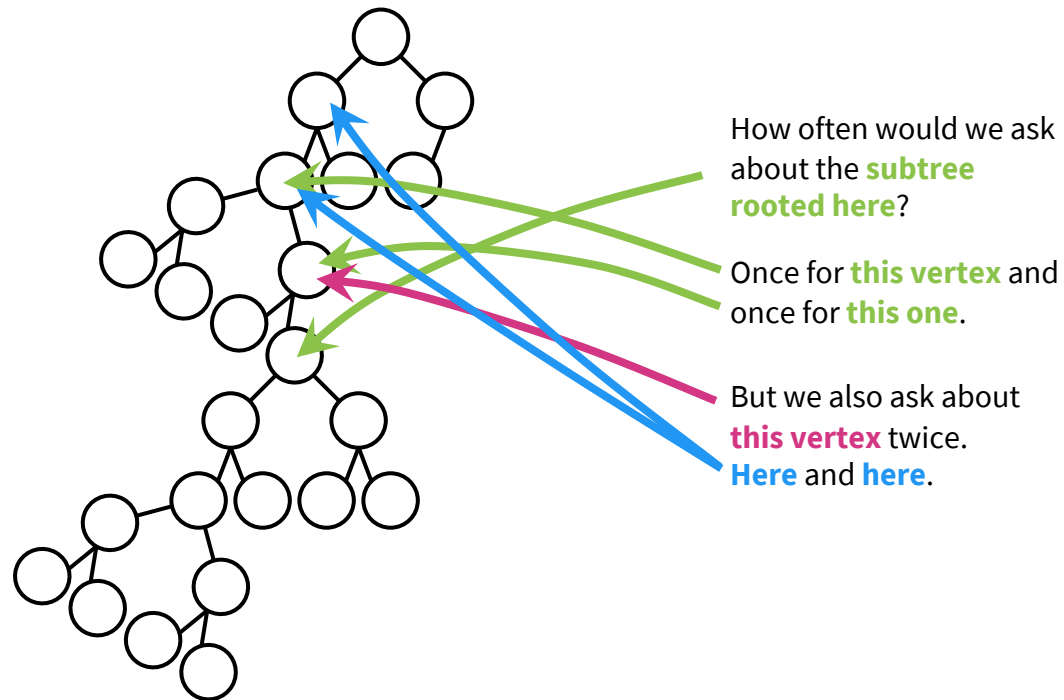 How often would we ask
about the subtree
rooted here?
Once for this vertex and
once for this one.
But we also ask about
this vertex twice.
Here and here.